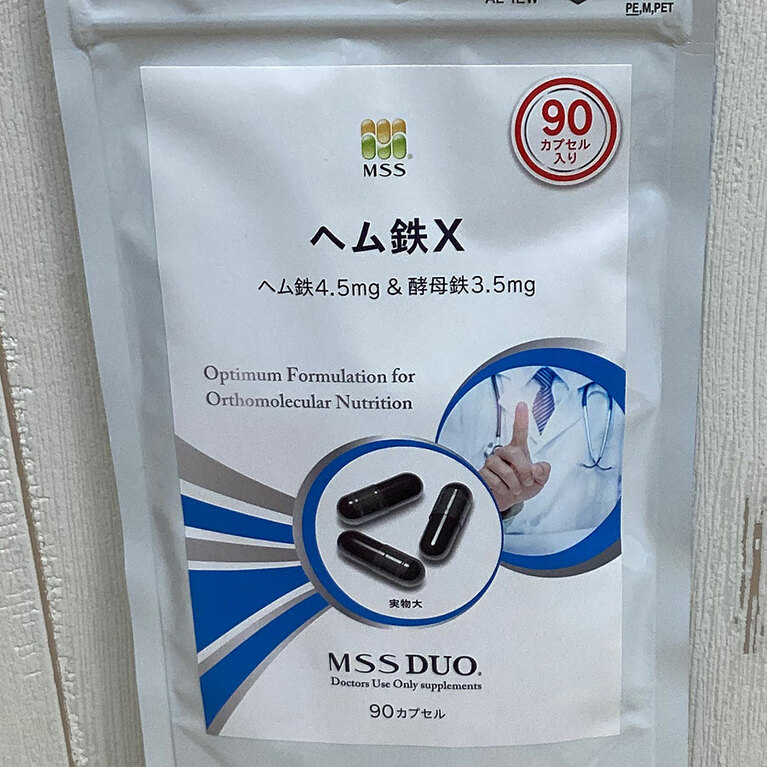 PE,M,PET
90
カプセル
入り
MSS®
ヘム鉄X
ヘム鉄4.5mg & 酵母鉄3.5mg
Optimum Formulation for
Orthomolecular Nutrition
実物大
MSS DUO®
Doctors Use Only supplements
90カプセル